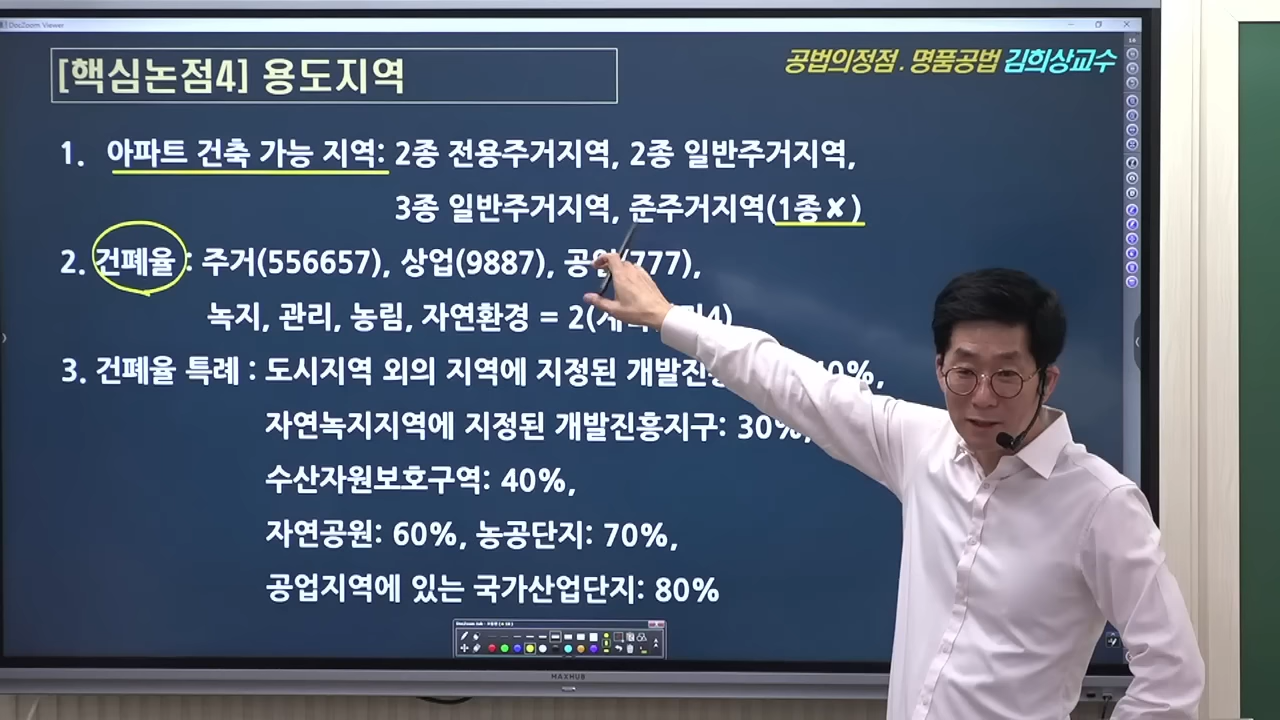 DocZoom Viewer
[핵심논점4] 용도지역
공법의정점 . 명품공법 김희상교수
1. 아파트 건축 가능 지역: 2종 전용주거지역, 2종 일반주거지역,
3종 일반주거지역, 준주거지역(1종✘)
2. 건폐율 : 주거(556657), 상업(9887), 공업(777),
녹지, 관리, 농림, 자연환경 = 2(
3. 건폐율 특례 : 도시지역 외의 지역에 지정된 개발진
자연녹지지역에 지정된 개발진흥지구: 30%,
수산자원보호구역: 40%,
자연공원: 60%, 농공단지: 70%,
공업지역에 있는 국가산업단지: 80%
MAXHUB